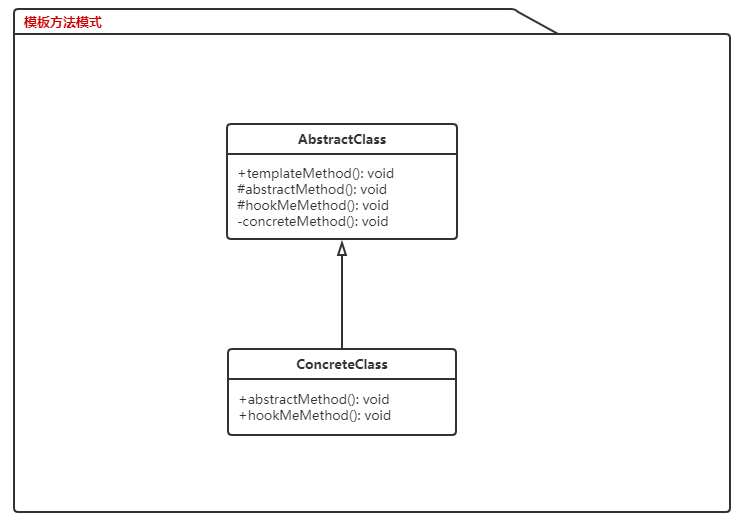 模板方法模式
AbstractClass
+templateMethod(): void
#abstractMethod(): void
#hookMeMethod(): void
-concreteMethod(): void
ConcreteClass
+abstractMethod(): void
+hookMeMethod(): void